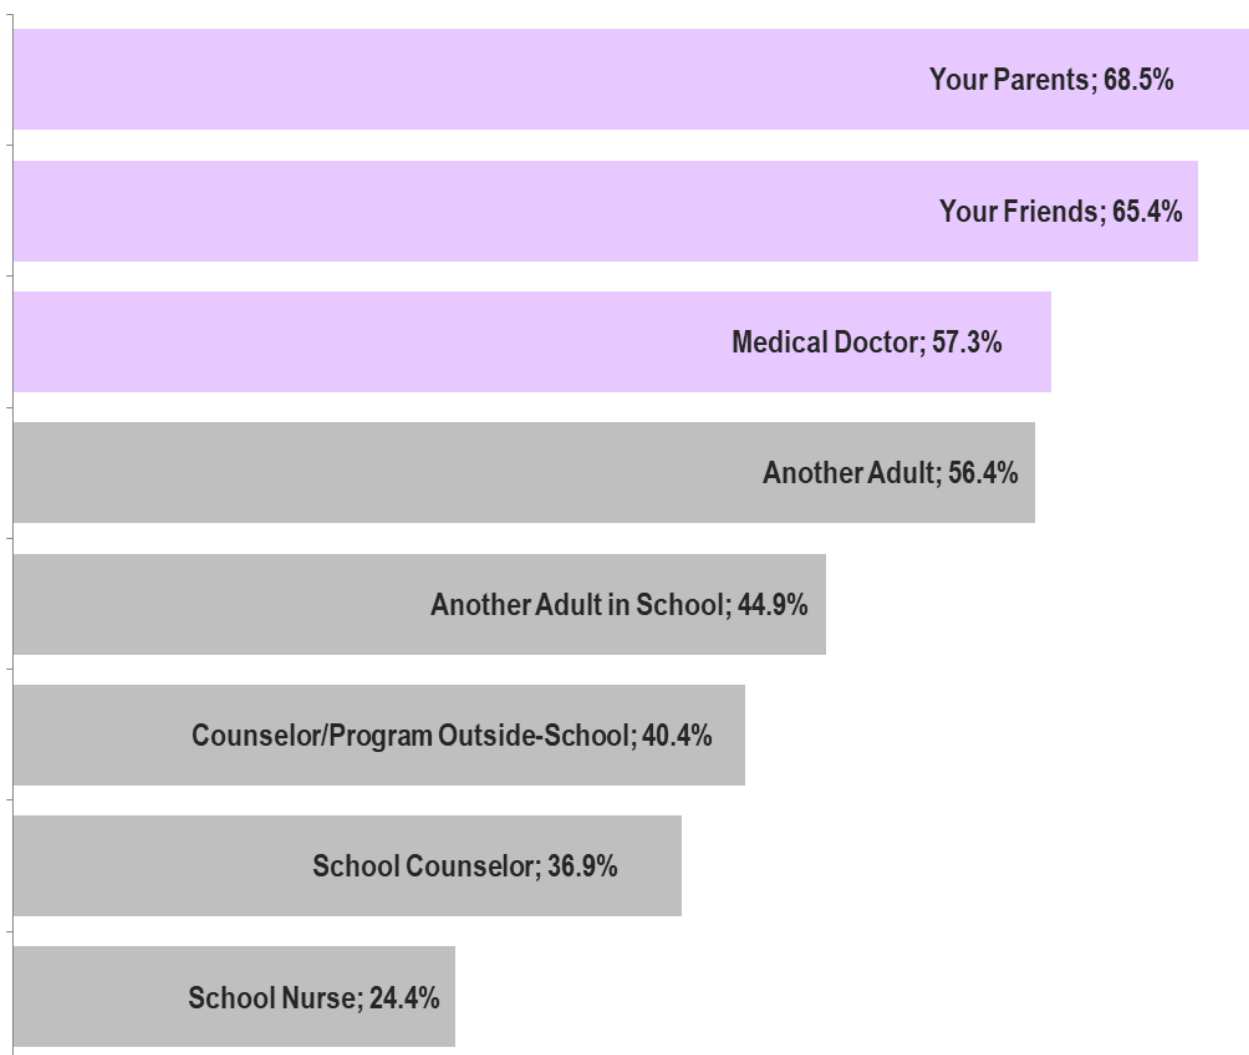 Your Parents; 68.5%
Your Friends; 65.4%
Medical Doctor; 57.3%
Another Adult; 56.4%
Another Adult in School; 44.9%
Counselor/Program Outside-School; 40.4%
School Counselor; 36.9%
School Nurse; 24.4%